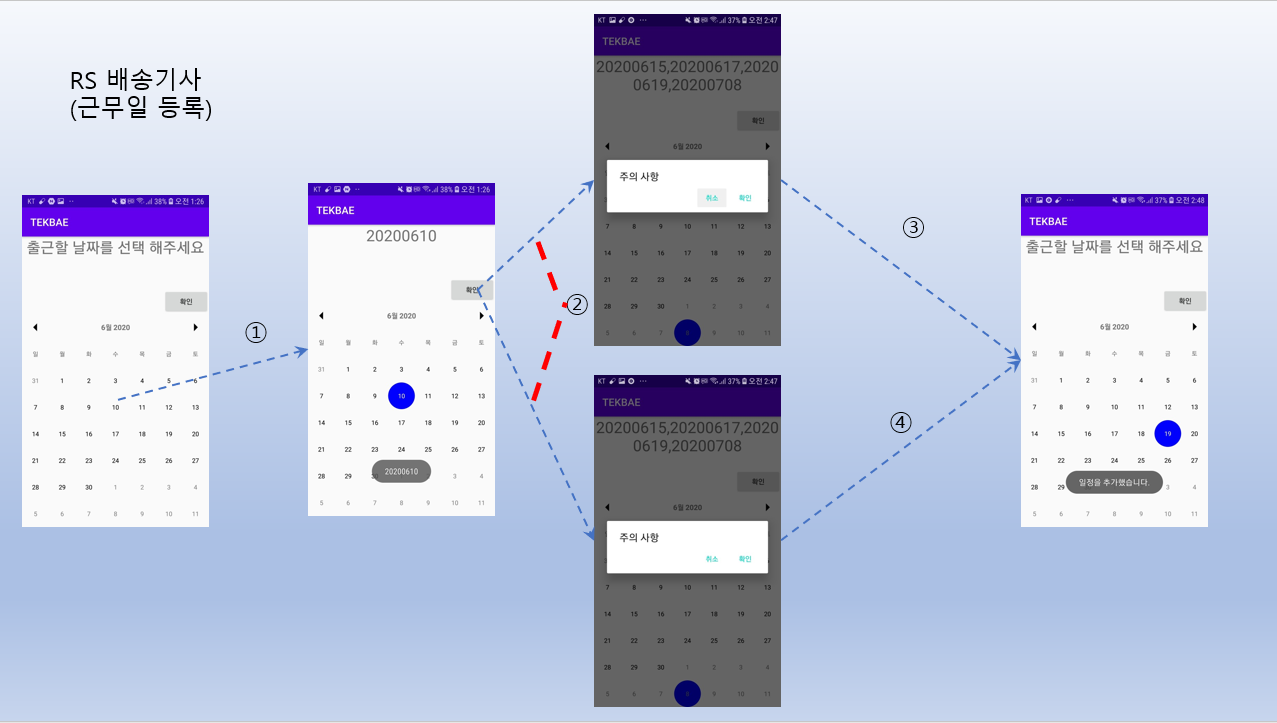 RS 배송기사
(근무일 등록)
KT 38% 오전 1:26
TEKBAE
출근할 날짜를 선택 해주세요
확인
6월 2020
일 월 화 수 목 금 토
31 1 2 3 4 5 6
7 8 9 10 11 12 13
14 15 16 17 18 19 20
21 22 23 24 25 26 27
28 29 30 1 2 3 4
5 6 7 8 9 10 11
①
KT 38% 오전 1:26
TEKBAE
20200610
확인
6월 2020
일 월 화 수 목 금 토
31 1 2 3 4 5 6
7 8 9 10 11 12 13
14 15 16 17 18 19 20
21 22 23 24 25 26 27
28 29 3 4
20200610
5 6 7 8 9 10 11
②
KT 37% 오전 2:47
TEKBAE
20200615,20200617,2020
0619,20200708
확인
6월 2020
주의 사항
취소 확인
7 8 9 10 11 12 13
14 15 16 17 18 19 20
21 22 23 24 25 26 27
28 29 30 1 2 3 4
5 6 7 8 9 10 11
KT 37% 오전 2:47
TEKBAE
20200615,20200617,2020
0619,20200708
확인
6월 2020
주의 사항
취소 확인
7 8 9 10 11 12 13
14 15 16 17 18 19 20
21 22 23 24 25 26 27
28 29 30 1 2 3 4
5 6 7 8 9 10 11
③
④
KT 37% 오전 2:48
TEKBAE
출근할 날짜를 선택 해주세요
확인
6월 2020
일 월 화 수 목 금 토
31 1 2 3 4 5 6
7 8 9 10 11 12 13
14 15 16 17 18 19 20
21 22 23 24 25 26 27
28 29 3 4
일정을 추가했습니다.
5 6 7 8 9 10 11